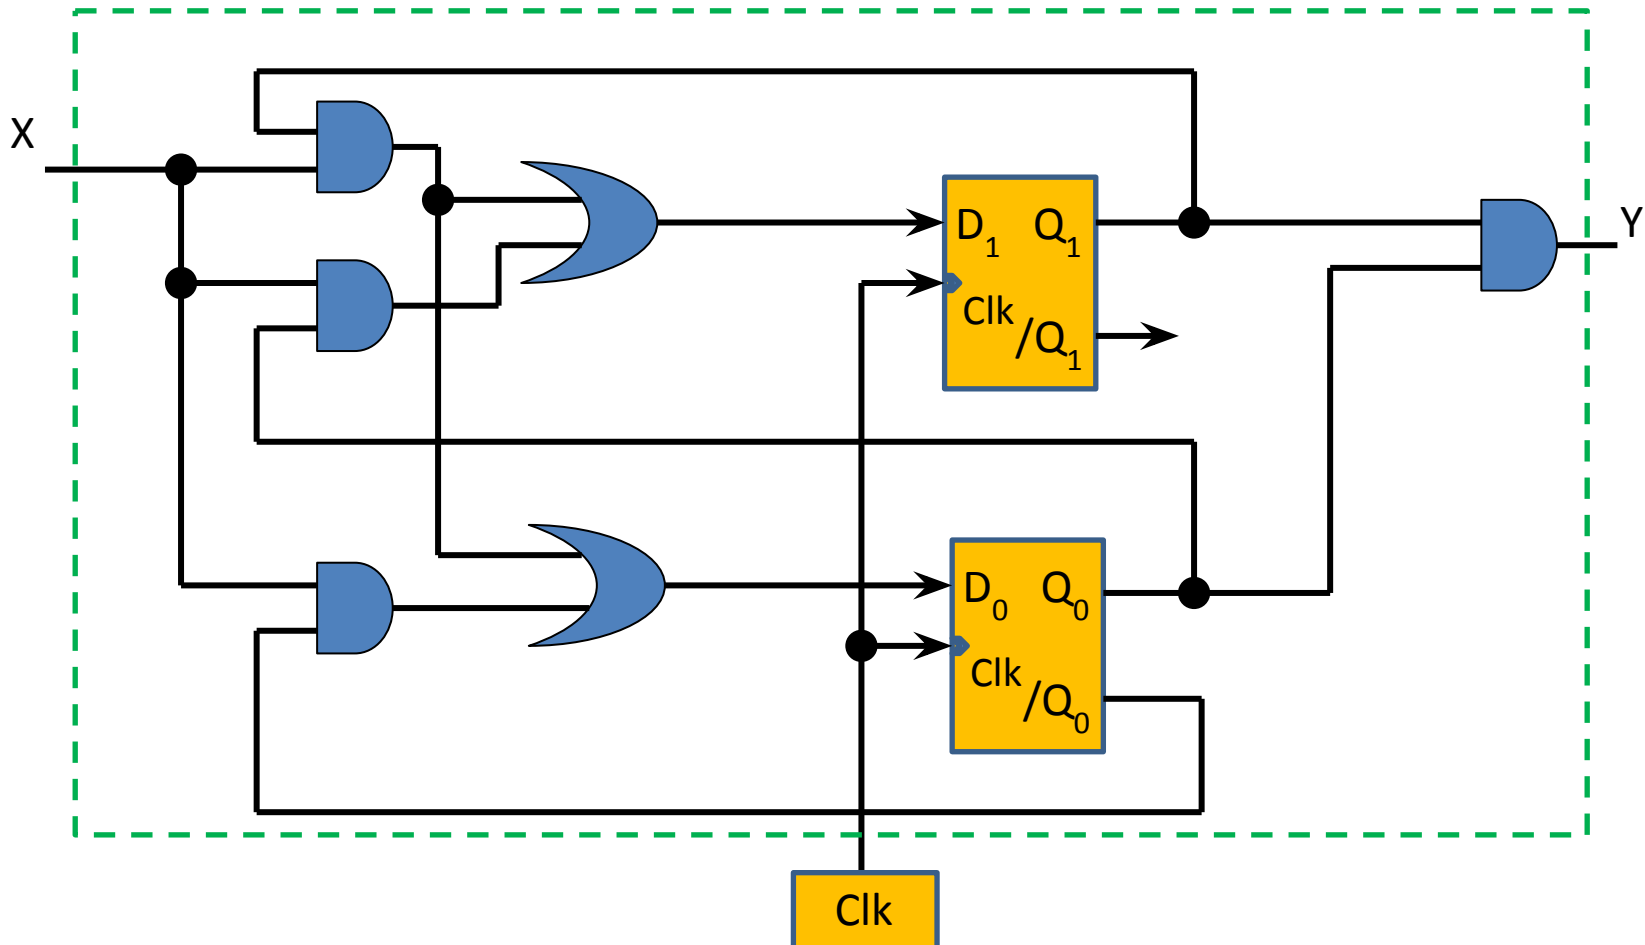 X
Y
D₁ Q₁
Clk
/Q₁
D₀ Q₀
Clk
/Q₀
Clk